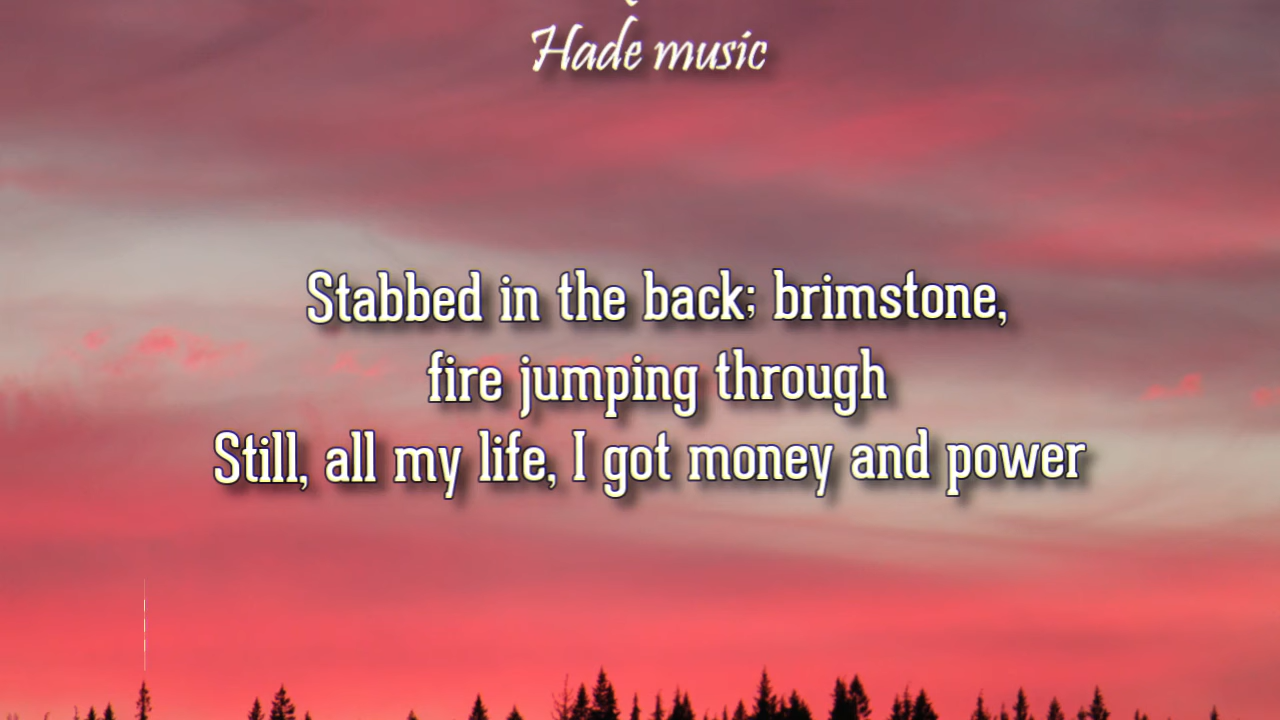 Hade music
Stabbed in the back; brimstone,
fire jumping through
Still, all my life, I got money and power